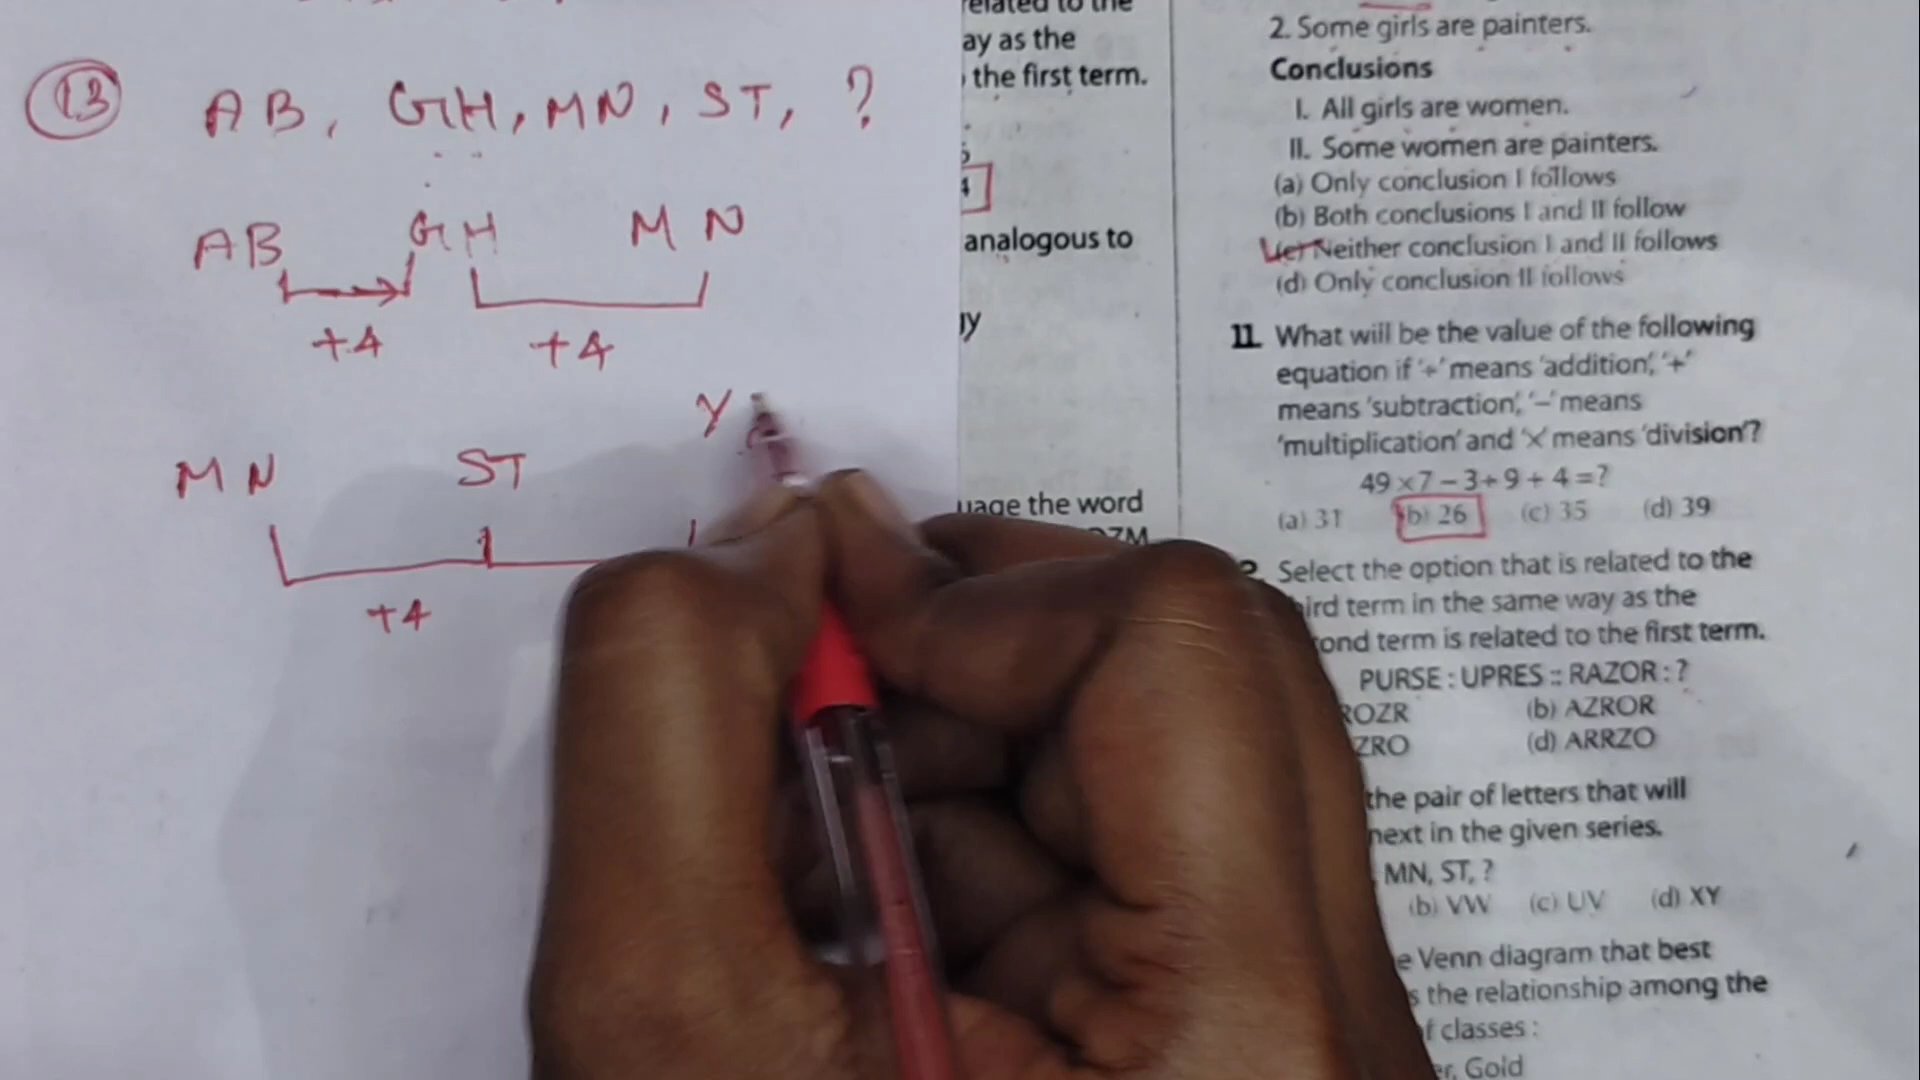 13 AB, GH, MN, ST, ?
AB GH MN
+4 +4
Y
MN ST
+4
to the
ay as the
the first term.
4
analogous to
gy
uage the word
2. Some girls are painters.
Conclusions
I. All girls are women.
II. Some women are painters.
(a) Only conclusion I follows
(b) Both conclusions I and II follow
(c) Neither conclusion I and II follows
(d) Only conclusion II follows
11. What will be the value of the following
equation if '÷' means 'addition', '+'
means 'subtraction', '–' means
'multiplication' and '×' means 'division'?
49 × 7 – 3 ÷ 9 + 4 = ?
(a) 31 (b) 26 (c) 35 (d) 39
Select the option that is related to the
third term in the same way as the
second term is related to the first term.
PURSE : UPRES :: RAZOR : ?
ROZR (b) AZROR
ZRO (d) ARRZO
the pair of letters that will
next in the given series.
MN, ST, ?
(b) VW (c) UV (d) XY
Venn diagram that best
the relationship among the
classes :
Gold